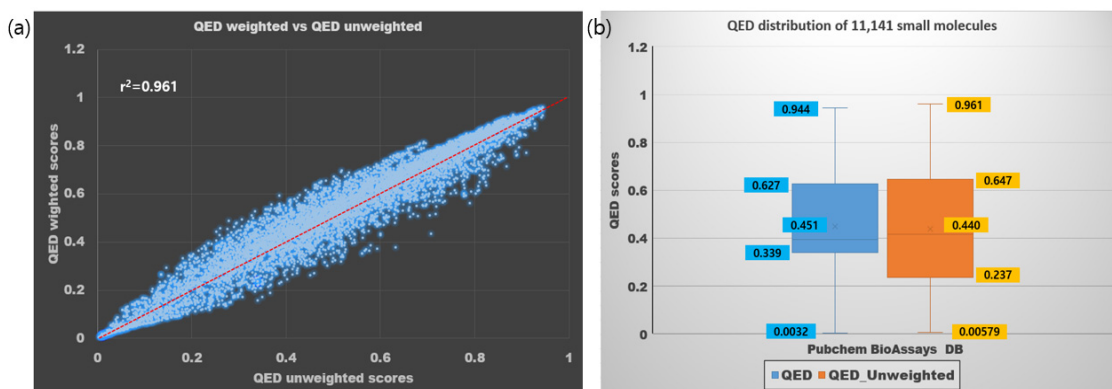 (a)
QED weighted vs QED unweighted
1.2
1
0.8
0.6
0.4
0.2
0
r²=0.961
QED wighted scores
0 0.2 0.4 0.6 0.8 1
QED unweighted scores
(b)
QED distribution of 11,141 small molecules
1.2
1
0.8
0.6
0.4
0.2
0
QED scores
0.944
0.627
0.451
0.339
0.0032
0.961
0.647
0.440
0.237
0.00579
Pubchem BioAssays DB
QED QED_Unweighted